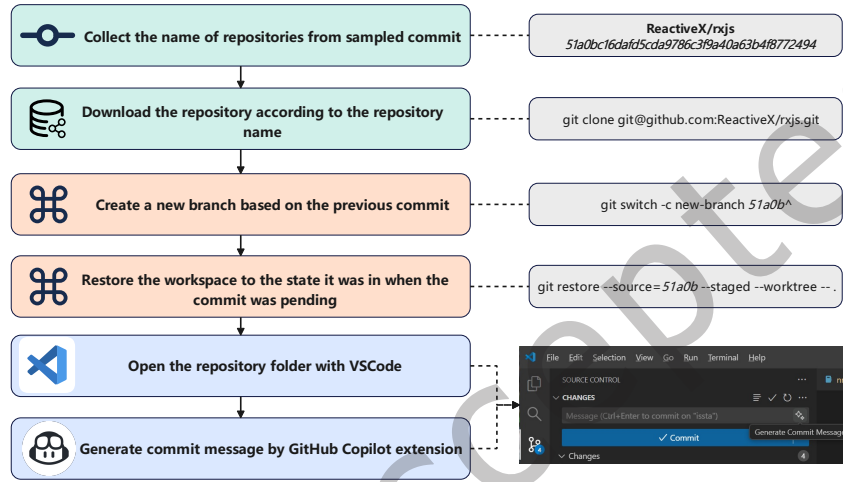 Collect the name of repositories from sampled commit
ReactiveX/rxjs
51a0bc16dafd5cda9786c3f9a40a63b4f8772494
Download the repository according to the repository
name
git clone git@github.com:ReactiveX/rxjs.git
Create a new branch based on the previous commit
git switch -c new-branch 51a0b^
Restore the workspace to the state it was in when the
commit was pending
git restore --source=51a0b --staged --worktree -- .
Open the repository folder with VSCode
File Edit Selection View Go Run Terminal Help
SOURCE CONTROL
CHANGES
Message (Ctrl+Enter to commit on "issta")
Generate Commit Message
Commit
Changes 4
4
Generate commit message by GitHub Copilot extension